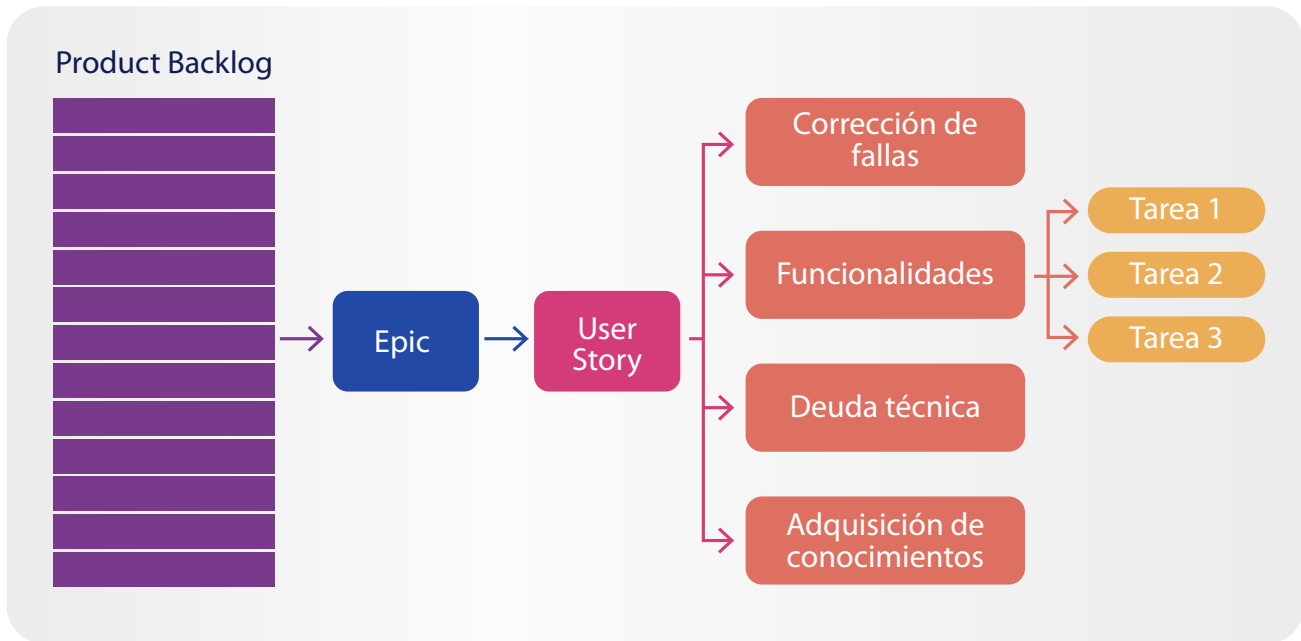 Product Backlog
Epic
User
Story
Corrección de
fallas
Funcionalidades
Deuda técnica
Adquisición de
conocimientos
Tarea 1
Tarea 2
Tarea 3